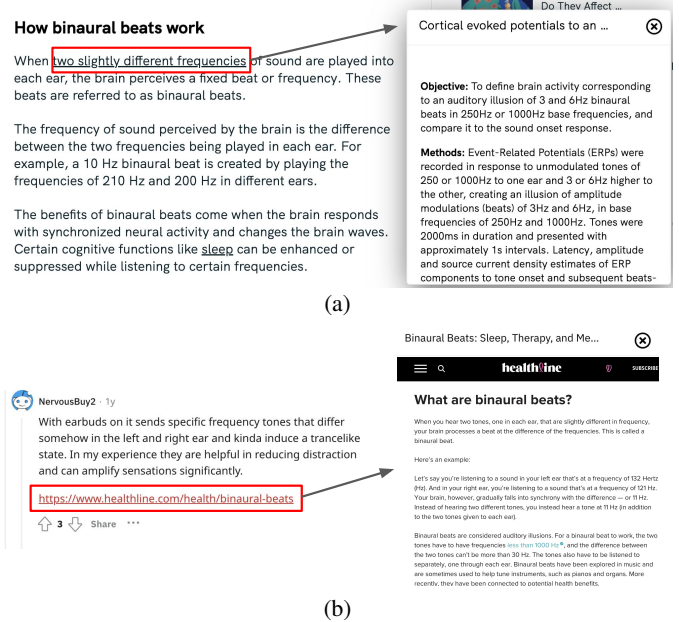 Do They Affect ...
How binaural beats work
When two slightly different frequencies of sound are played into
each ear, the brain perceives a fixed beat or frequency. These
beats are referred to as binaural beats.
The frequency of sound perceived by the brain is the difference
between the two frequencies being played in each ear. For
example, a 10 Hz binaural beat is created by playing the
frequencies of 210 Hz and 200 Hz in different ears.
The benefits of binaural beats come when the brain responds
with synchronized neural activity and changes the brain waves.
Certain cognitive functions like sleep can be enhanced or
suppressed while listening to certain frequencies.
Cortical evoked potentials to an ...
Objective: To define brain activity corresponding
to an auditory illusion of 3 and 6Hz binaural
beats in 250Hz or 1000Hz base frequencies, and
compare it to the sound onset response.
Methods: Event-Related Potentials (ERPs) were
recorded in response to unmodulated tones of
250 or 1000Hz to one ear and 3 or 6Hz higher to
the other, creating an illusion of amplitude
modulations (beats) of 3Hz and 6Hz, in base
frequencies of 250Hz and 1000Hz. Tones were
2000ms in duration and presented with
approximately 1s intervals. Latency, amplitude
and source current density estimates of ERP
components to tone onset and subsequent beats-
(a)
NervousBuy2 · 1y
With earbuds on it sends specific frequency tones that differ
somehow in the left and right ear and kinda induce a trancelike
state. In my experience they are helpful in reducing distraction
and can amplify sensations significantly.
https://www.healthline.com/health/binaural-beats
3 Share ···
Binaural Beats: Sleep, Therapy, and Me...
healthline SUBSCRIBE
What are binaural beats?
When you hear two tones, one in each ear, that are slightly different in frequency,
your brain processes a beat at the difference of the frequencies. This is called a
binaural beat.
Here's an example:
Let's say you're listening to a sound in your left ear that's at a frequency of 132 Hertz
(Hz). And in your right ear, you're listening to a sound that's at a frequency of 121 Hz.
Your brain, however, gradually falls into synchrony with the difference — or 11 Hz.
Instead of hearing two different tones, you instead hear a tone at 11 Hz (in addition
to the two tones given to each ear).
Binaural beats are considered auditory illusions. For a binaural beat to work, the two
tones have to have frequencies less than 1000 Hz, and the difference between
the two tones can't be more than 30 Hz. The tones also have to be listened to
separately, one through each ear. Binaural beats have been explored in music and
are sometimes used to help tune instruments, such as pianos and organs. More
recently, they have been connected to potential health benefits.
(b)